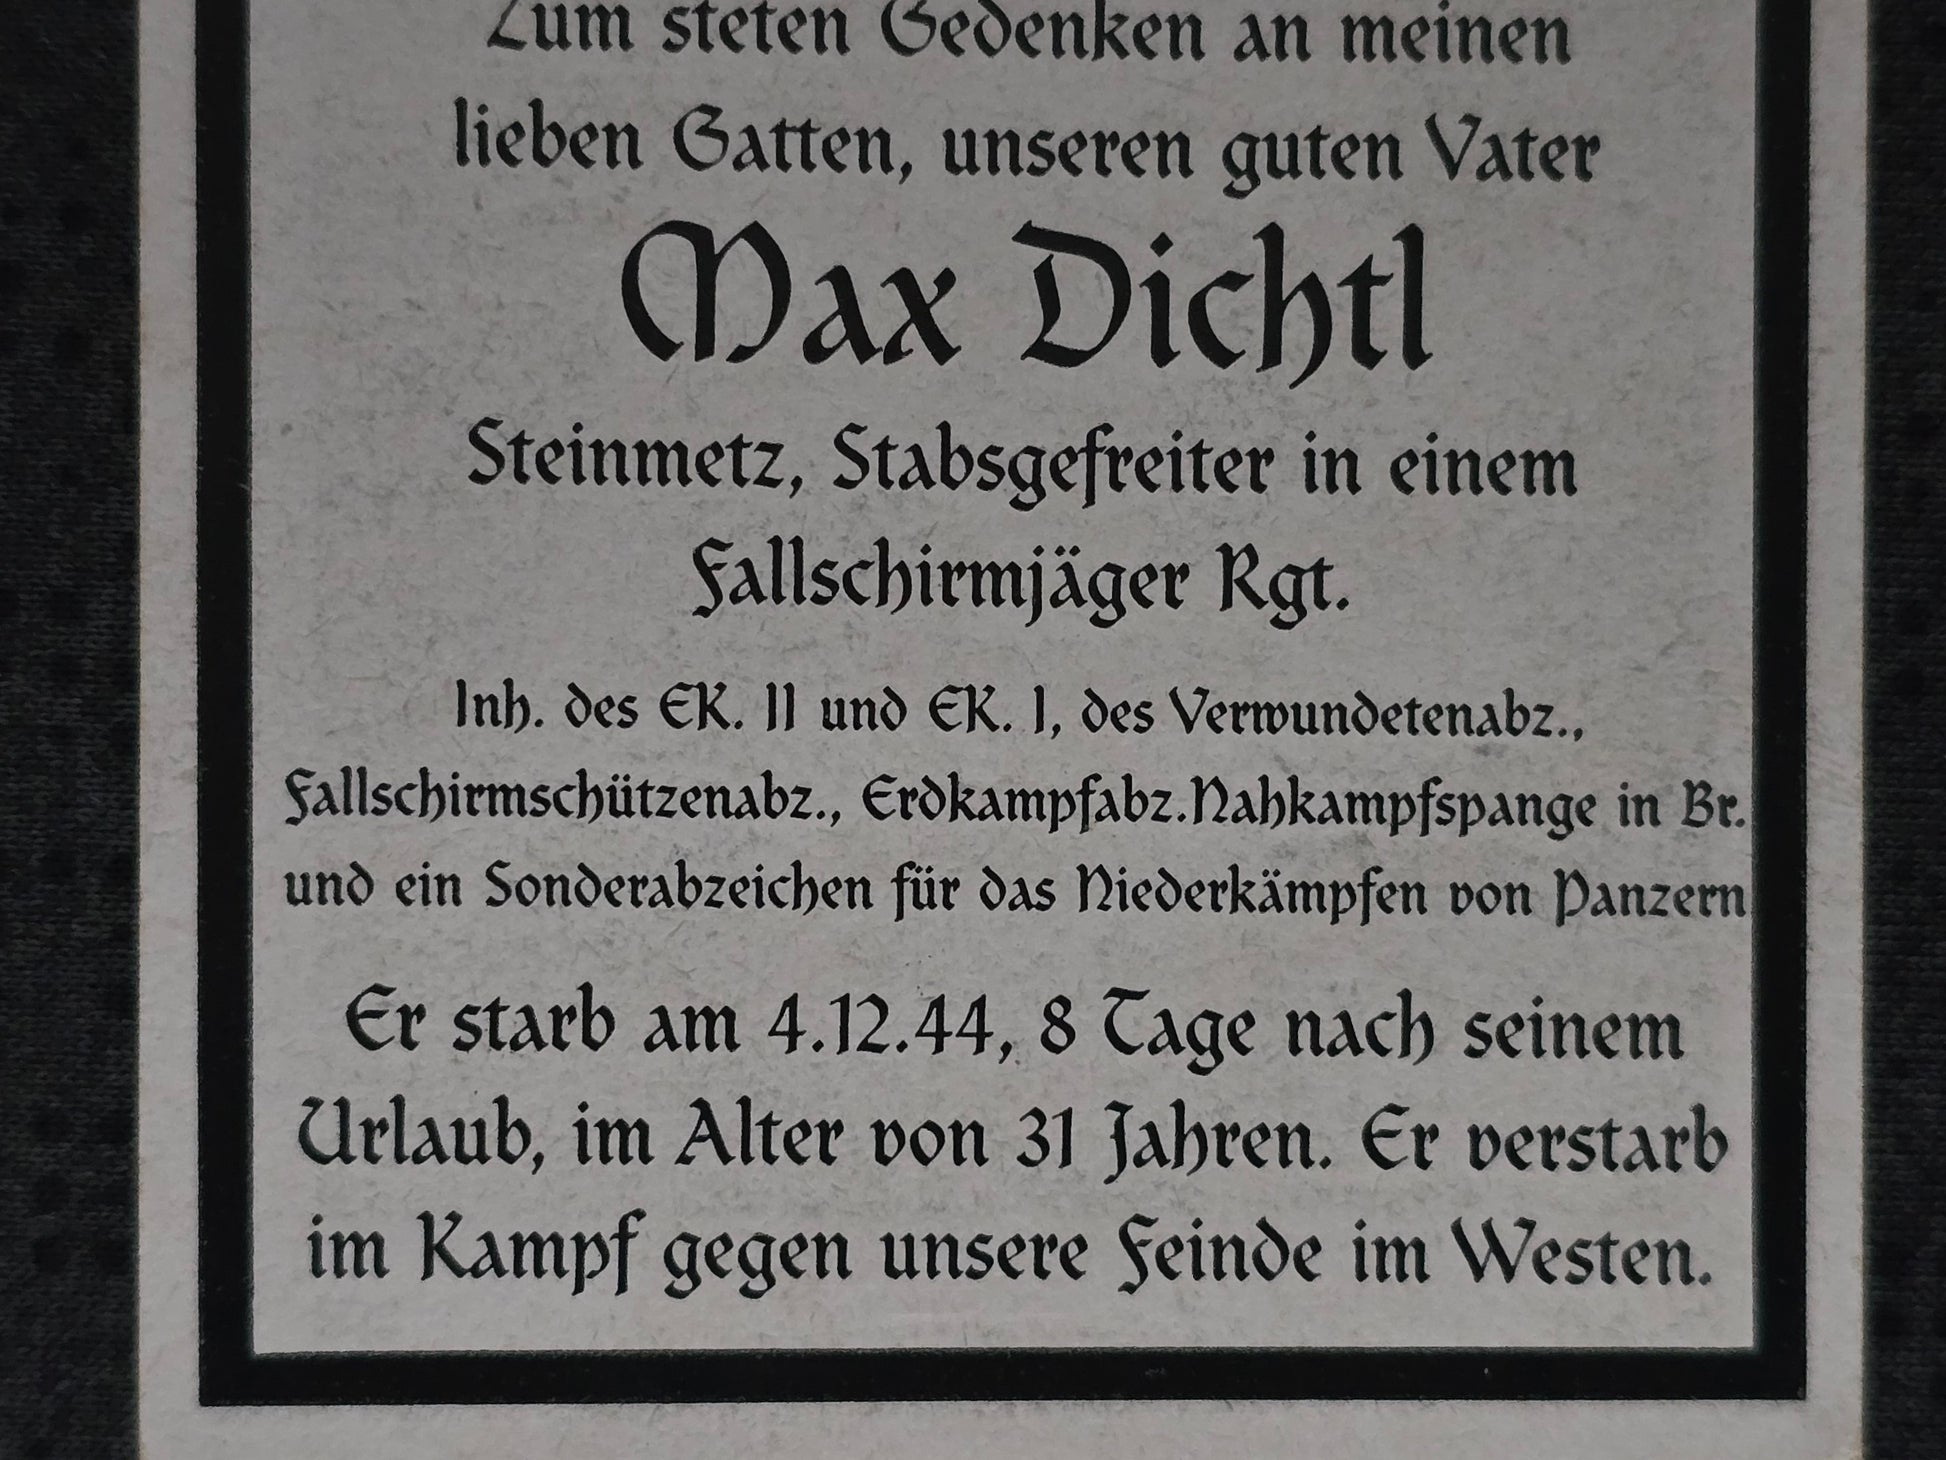 Zum steten Gedenken an meinen
lieben Gatten, unseren guten Vater
Max Dichtl
Steinmetz, Stabsgefreiter in einem
Fallschirmjäger Rgt.
Inh. des EK. II und EK. I, des Verwundetenabz.,
Fallschirmschützenabz., Erdkampfabz.Nahkampfspange in Br.
und ein Sonderabzeichen für das Niederkämpfen von Panzern
Er starb am 4.12.44, 8 Tage nach seinem
Urlaub, im Alter von 31 Jahren. Er verstarb
im Kampf gegen unsere Feinde im Westen.